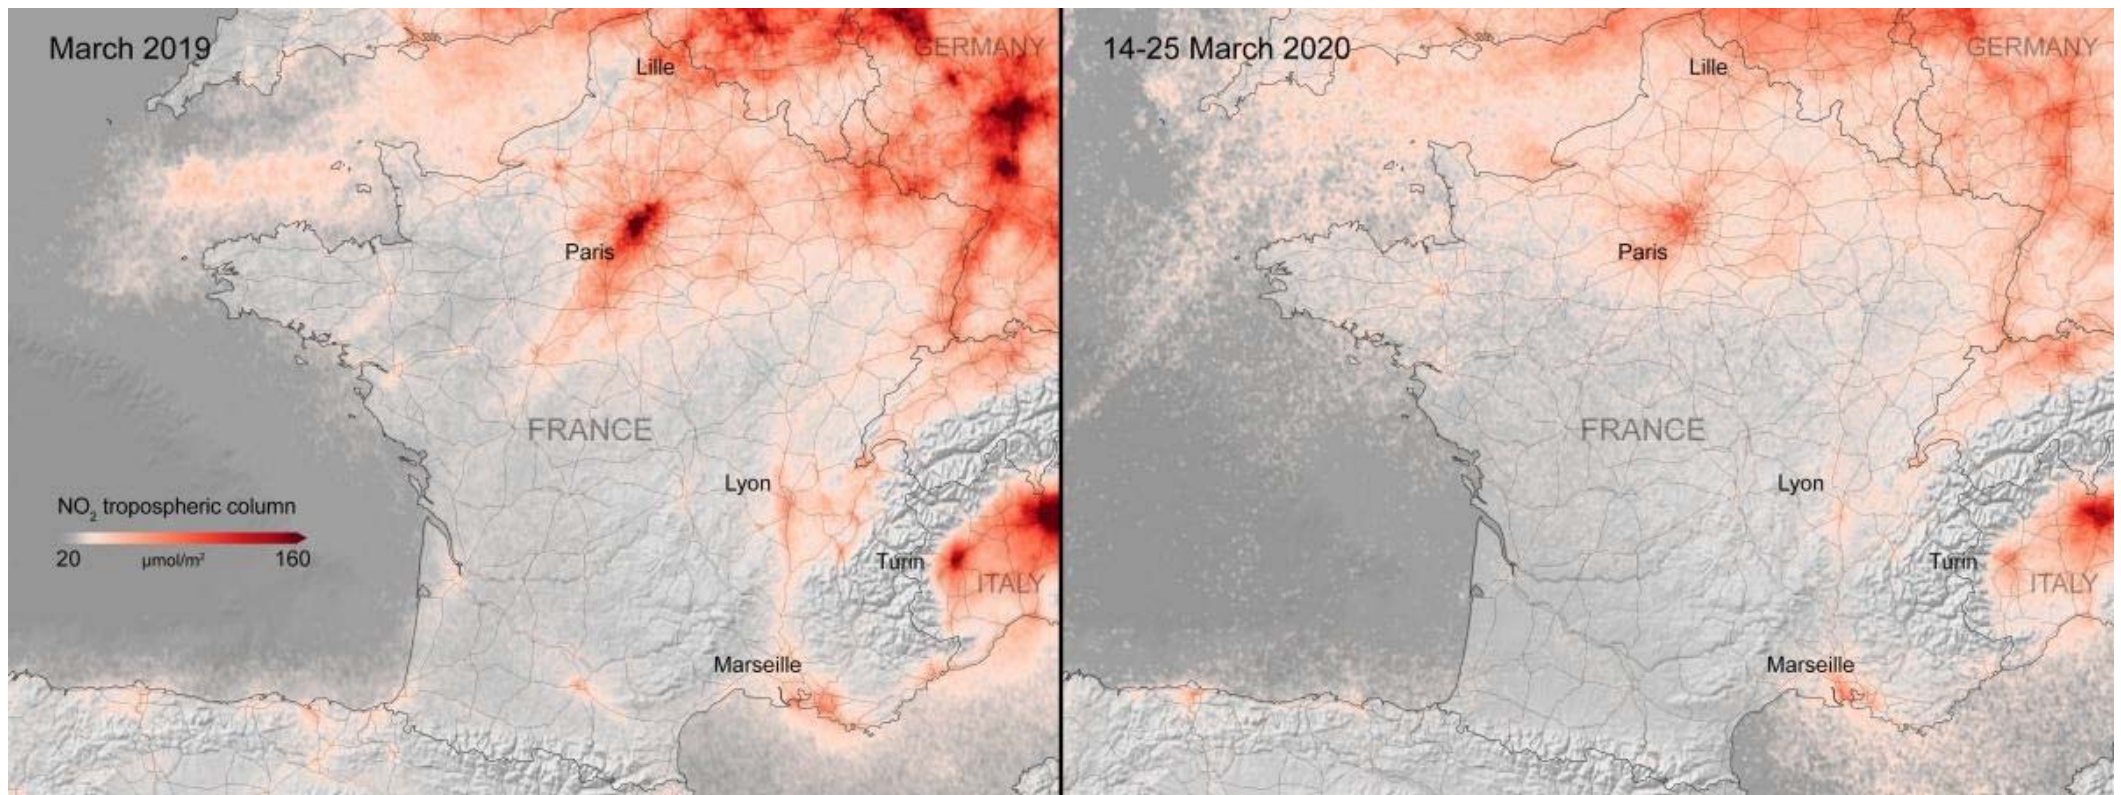 March 2019
Lille
GERMANY
Paris
FRANCE
Lyon
NO₂ tropospheric column
20 µmol/m² 160
Turin
ITALY
Marseille
14-25 March 2020
Lille
GERMANY
Paris
FRANCE
Lyon
Turin
ITALY
Marseille